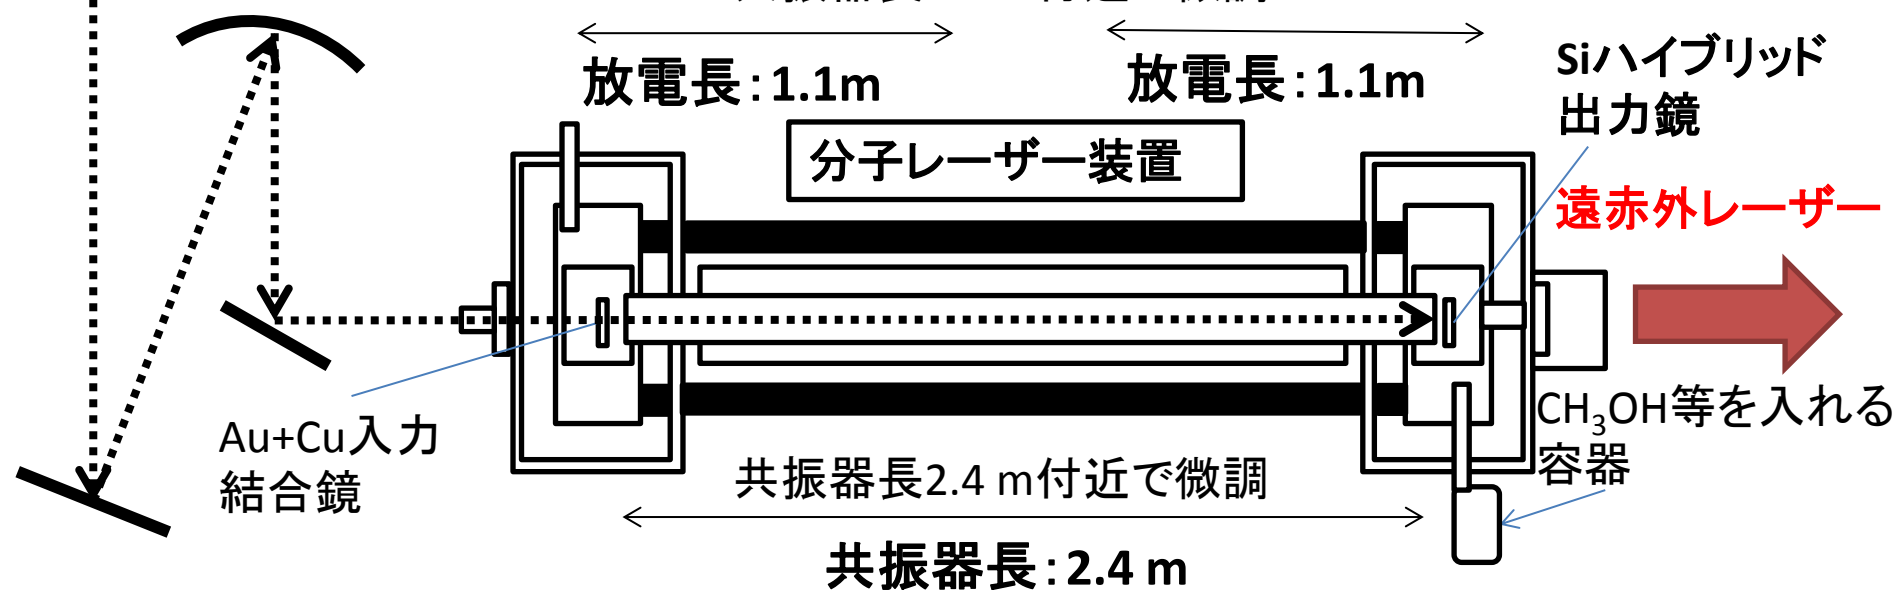 放電長：1.1m
放電長：1.1m
Siハイブリッド
出力鏡
分子レーザー装置
遠赤外レーザー
Au+Cu入力
結合鏡
共振器長2.4 m付近で微調
CH₃OH等を入れる
容器
共振器長：2.4 m